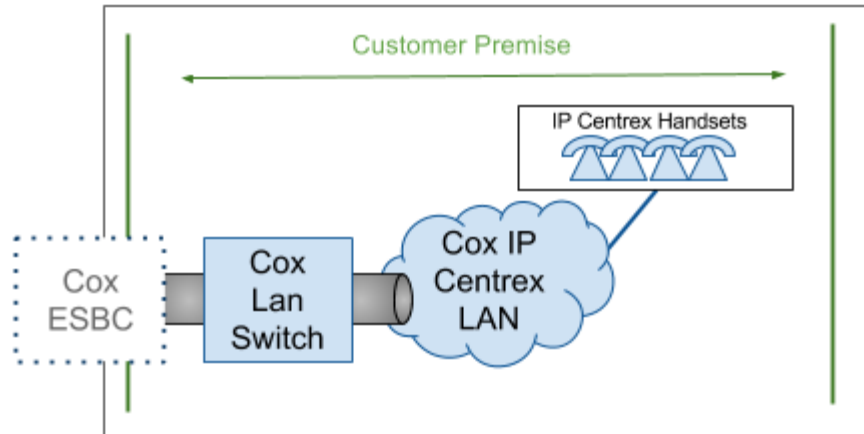 Customer Premise
IP Centrex Handsets
Cox
ESBC
Cox
Lan
Switch
Cox IP
Centrex
LAN